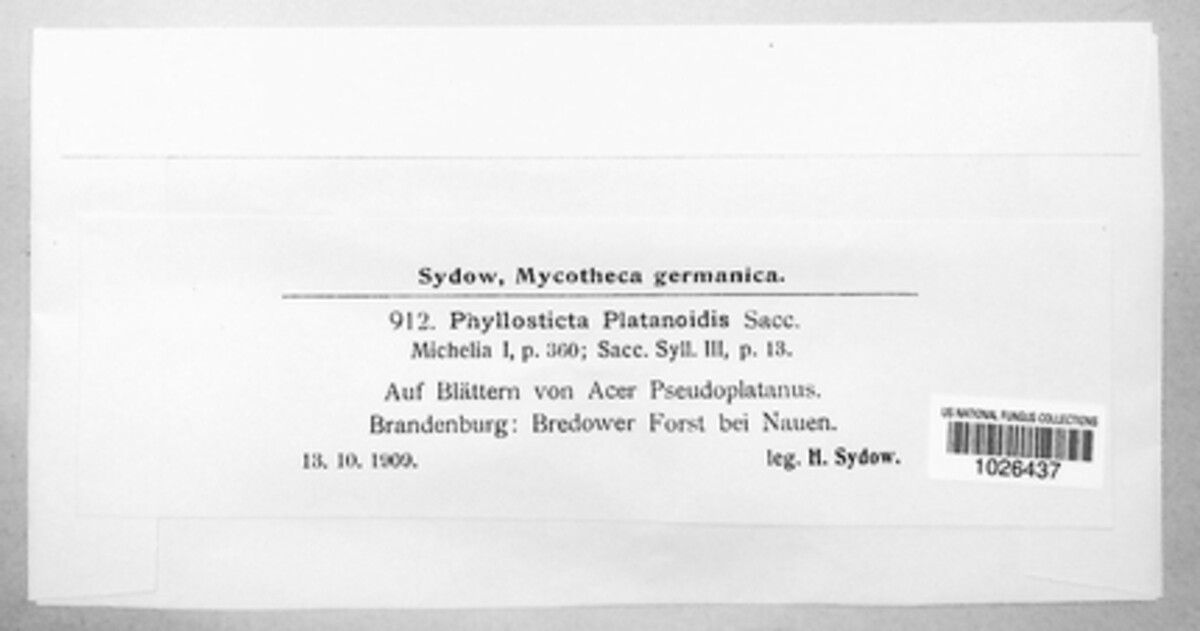 Sydow, Mycotheca germanica.
912. Phyllosticta Platanoidis Sacc.
Michelia I, p. 360; Sacc. Syll. III, p. 13.
Auf Blättern von Acer Pseudoplatanus.
Brandenburg: Bredower Forst bei Nauen.
13. 10. 1909. leg. H. Sydow.
US NATIONAL FUNGUS COLLECTIONS
1026437